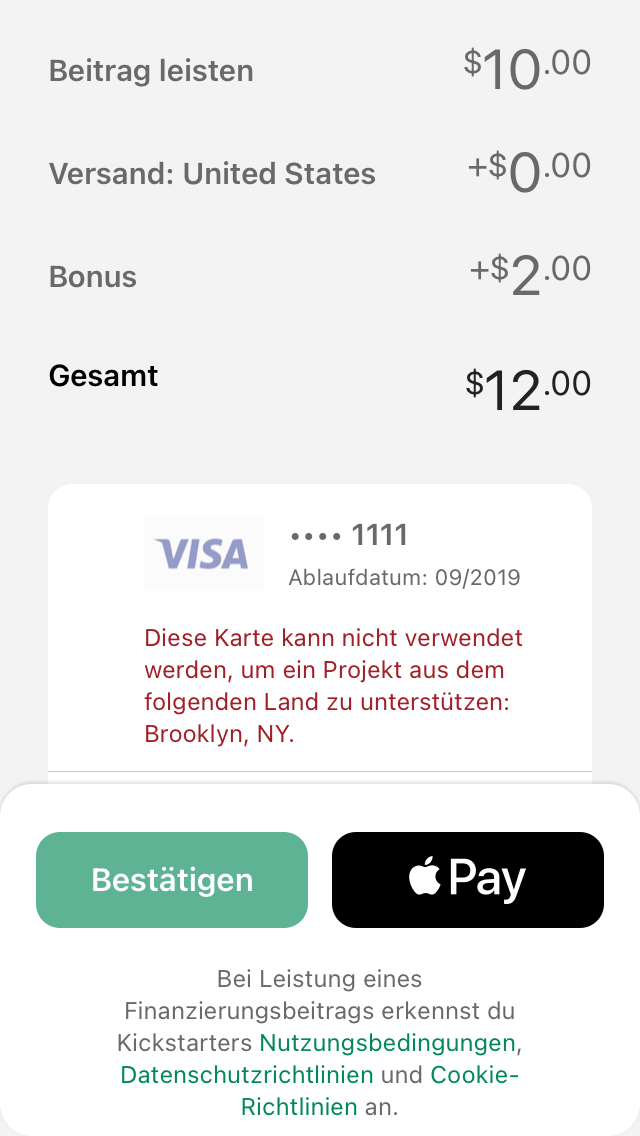 Beitrag leisten $10.00
Versand: United States +$0.00
Bonus +$2.00
Gesamt $12.00
VISA •••• 1111
Ablaufdatum: 09/2019
Diese Karte kann nicht verwendet
werden, um ein Projekt aus dem
folgenden Land zu unterstützen:
Brooklyn, NY.
Bestätigen Pay
Bei Leistung eines
Finanzierungsbeitrags erkennst du
Kickstarters Nutzungsbedingungen,
Datenschutzrichtlinien und Cookie-
Richtlinien an.